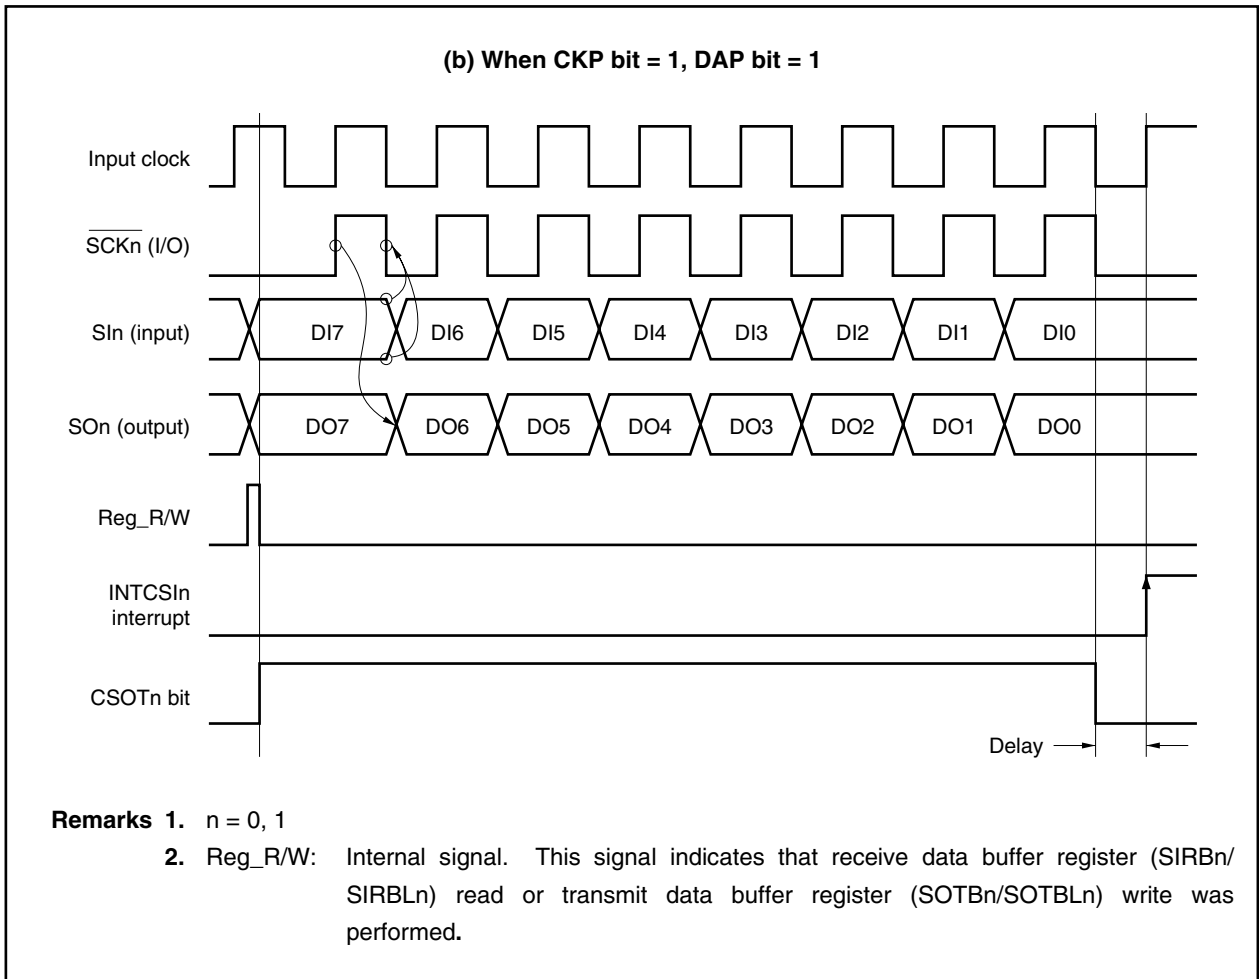 (b) When CKP bit = 1, DAP bit = 1
Input clock
SCKn (I/O)
SIn (input)
DI7 DI6 DI5 DI4 DI3 DI2 DI1 DI0
SOn (output)
DO7 DO6 DO5 DO4 DO3 DO2 DO1 DO0
Reg_R/W
INTCSIn
interrupt
CSOTn bit
Delay
Remarks 1. n = 0, 1
2. Reg_R/W: Internal signal. This signal indicates that receive data buffer register (SIRBn/
SIRBLn) read or transmit data buffer register (SOTBn/SOTBLn) write was
performed.